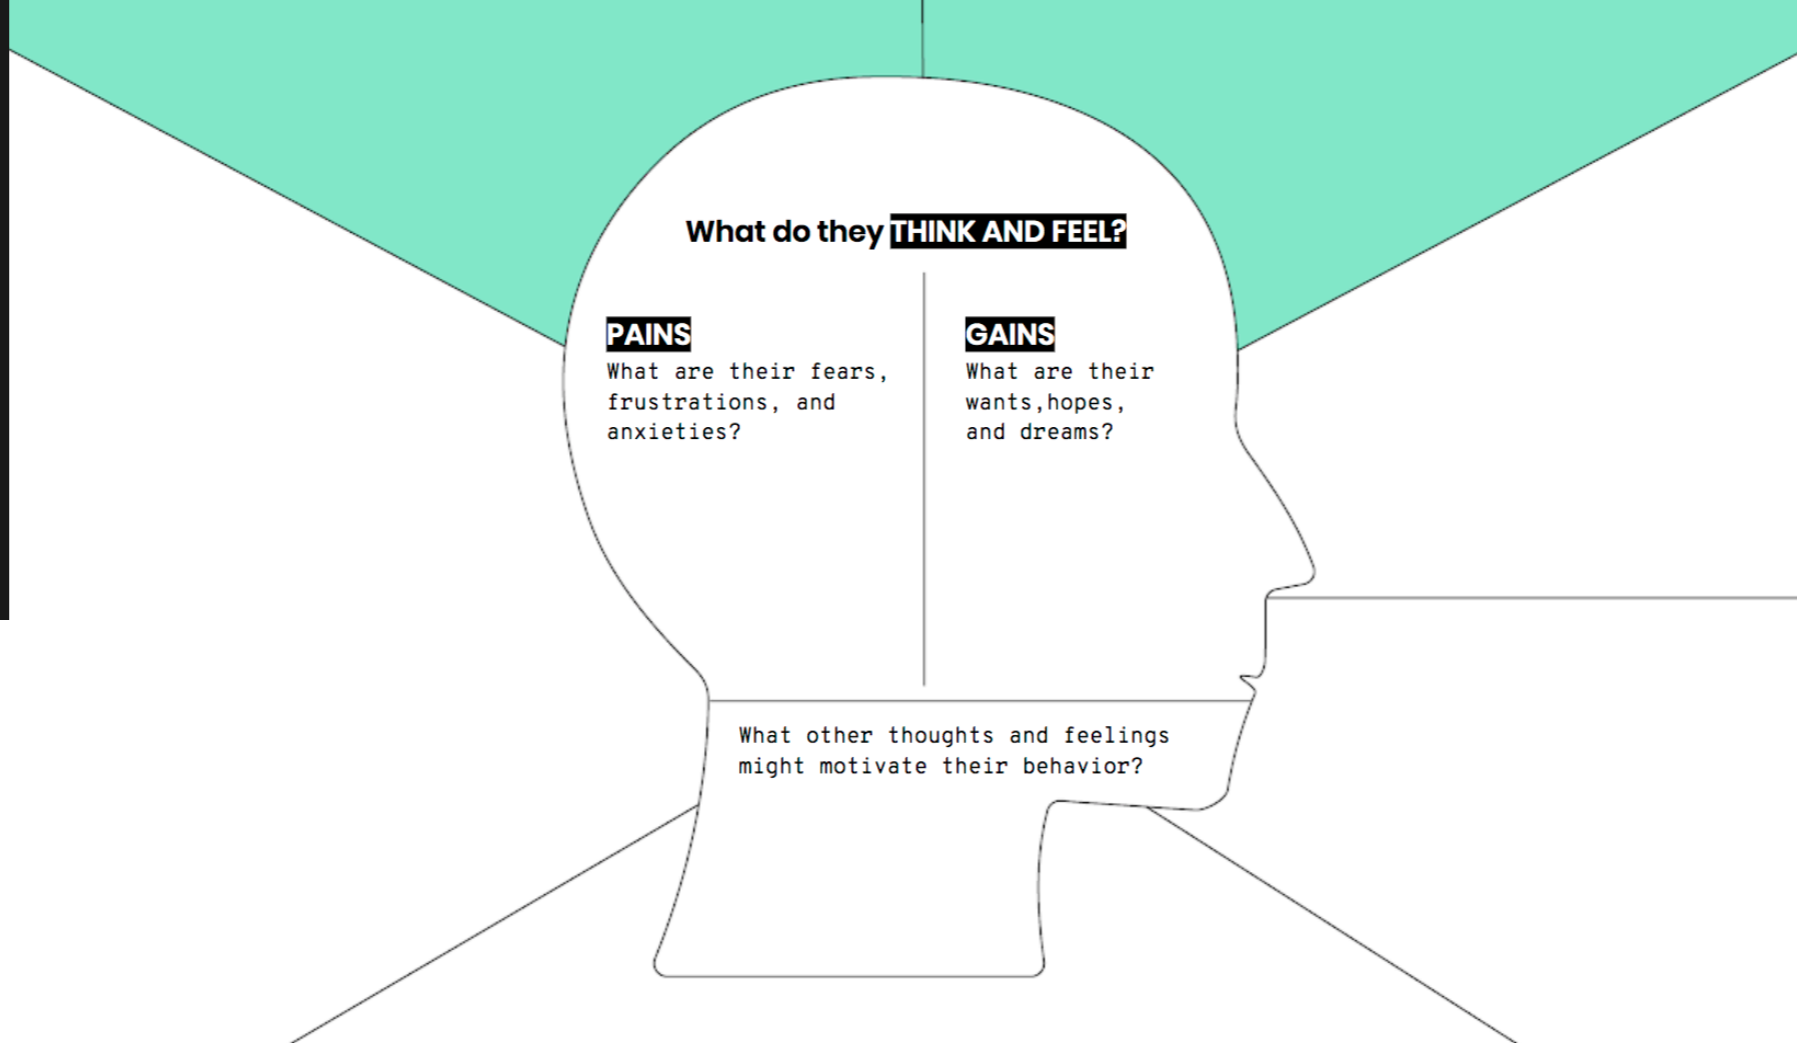 What do they THINK AND FEEL?
PAINS
What are their fears,
frustrations, and
anxieties?
GAINS
What are their
wants,hopes,
and dreams?
What other thoughts and feelings
might motivate their behavior?